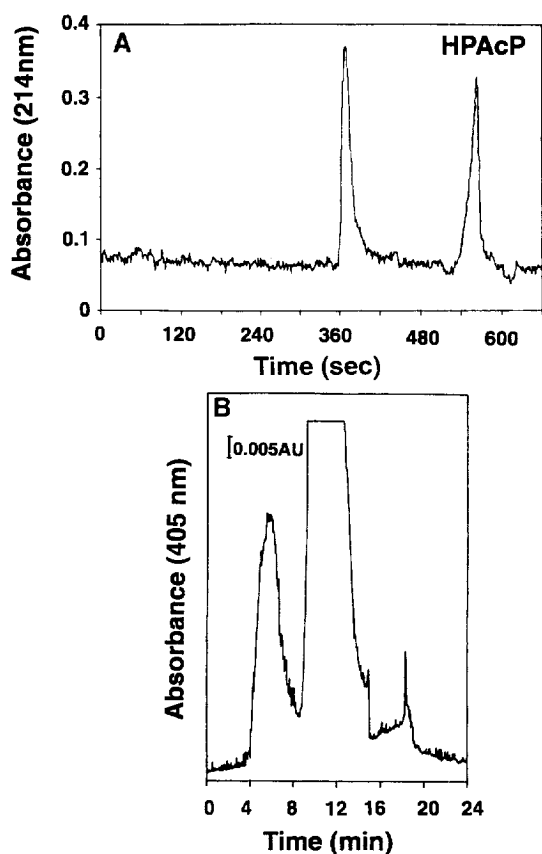 A
HPAcP
Absorbance (214nm)
0.4
0.3
0.2
0.1
0
0 120 240 360 480 600
Time (sec)
B
0.005AU
Absorbance (405 nm)
0 4 8 12 16 20 24
Time (min)